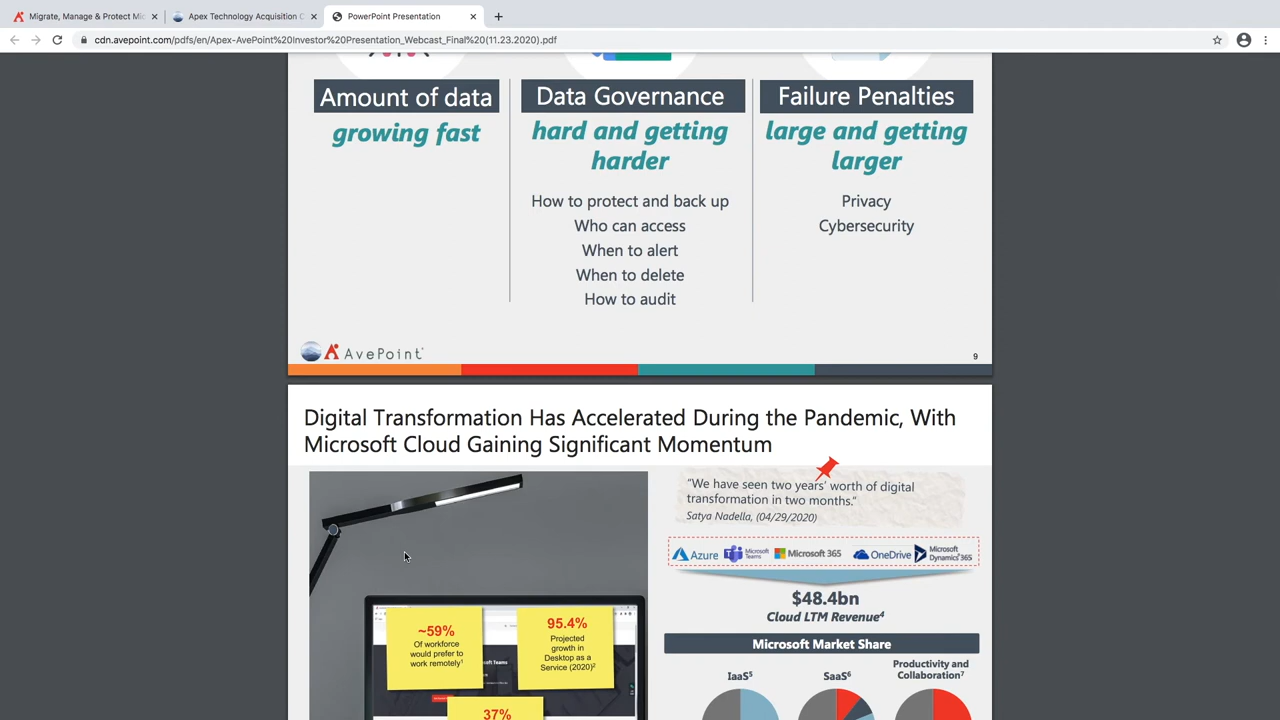 Migrate, Manage & Protect Mic
Apex Technology Acquisition C
PowerPoint Presentation
cdn.avepoint.com/pdfs/en/Apex-AvePoint%20Investor%20Presentation_Webcast_Final%20(11.23.2020).pdf
Amount of data
growing fast
Data Governance
hard and getting
harder
How to protect and back up
Who can access
When to alert
When to delete
How to audit
Failure Penalties
large and getting
larger
Privacy
Cybersecurity
AvePoint
9
Digital Transformation Has Accelerated During the Pandemic, With
Microsoft Cloud Gaining Significant Momentum
~59%
Of workforce
would prefer to
work remotely1
95.4%
Projected
growth in
Desktop as a
Service (2020)2
37%
"We have seen two years' worth of digital
transformation in two months."
Satya Nadella, (04/29/2020)
Azure
Microsoft
Teams
Microsoft 365
OneDrive
Microsoft
Dynamics 365
$48.4bn
Cloud LTM Revenue4
Microsoft Market Share
IaaS5
SaaS6
Productivity and
Collaboration7